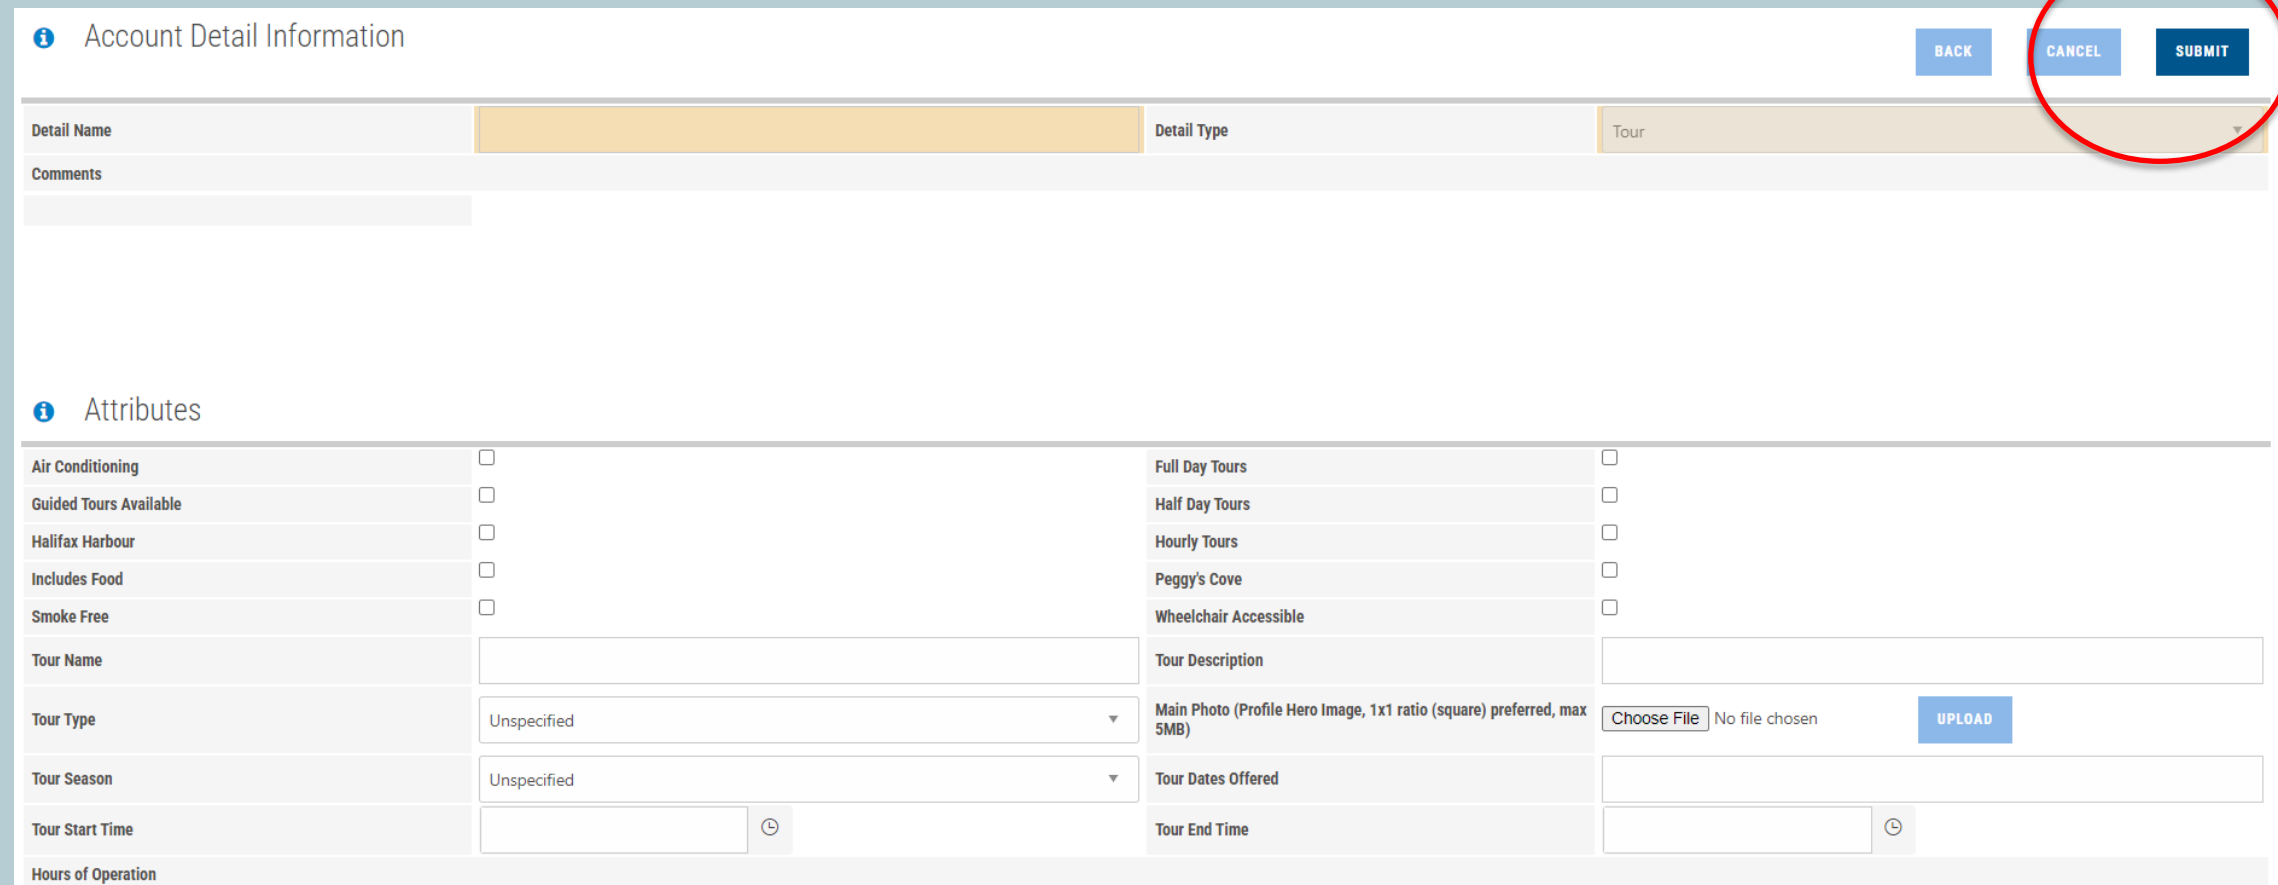 Account Detail Information
BACK
CANCEL
SUBMIT
Detail Name
Detail Type
Tour
Comments
Attributes
Air Conditioning
Full Day Tours
Guided Tours Available
Half Day Tours
Halifax Harbour
Hourly Tours
Includes Food
Peggy's Cove
Smoke Free
Wheelchair Accessible
Tour Name
Tour Description
Tour Type
Unspecified
Main Photo (Profile Hero Image, 1x1 ratio (square) preferred, max
5MB)
Choose File No file chosen
UPLOAD
Tour Season
Unspecified
Tour Dates Offered
Tour Start Time
Tour End Time
Hours of Operation